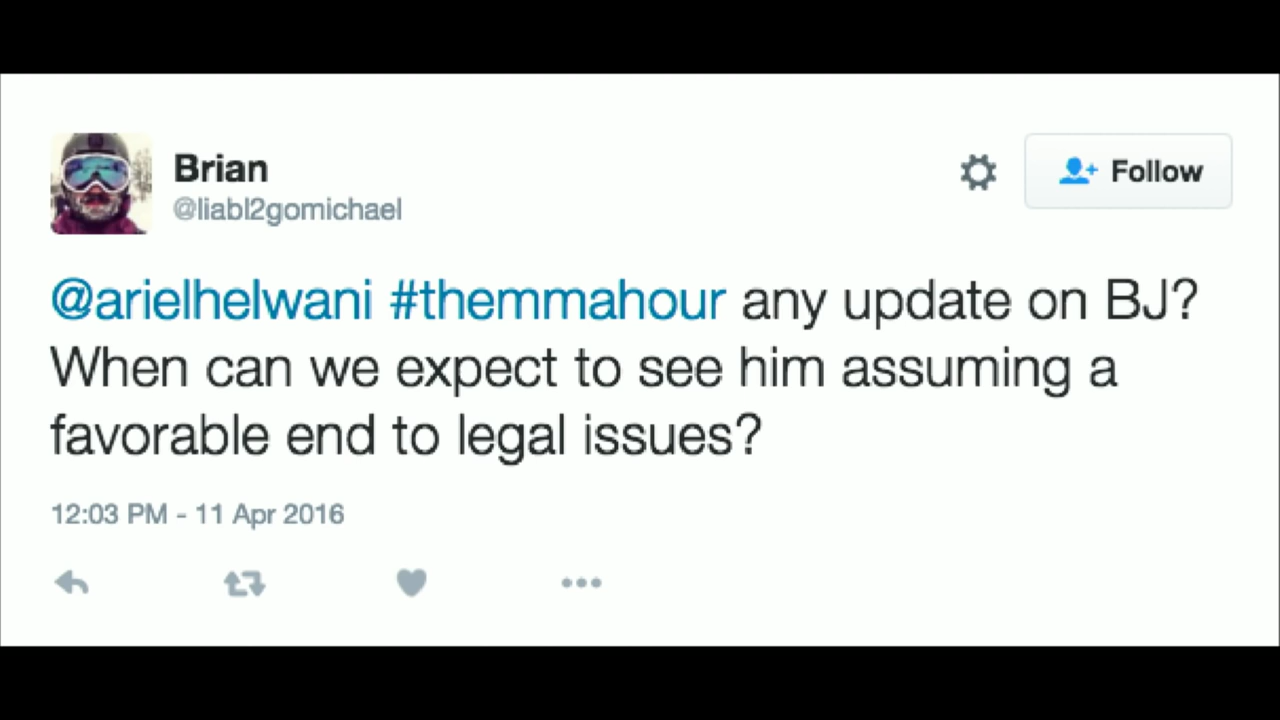 Brian
@liabl2gomichael
Follow
@arielhelwani #themmahour any update on BJ?
When can we expect to see him assuming a
favorable end to legal issues?
12:03 PM - 11 Apr 2016